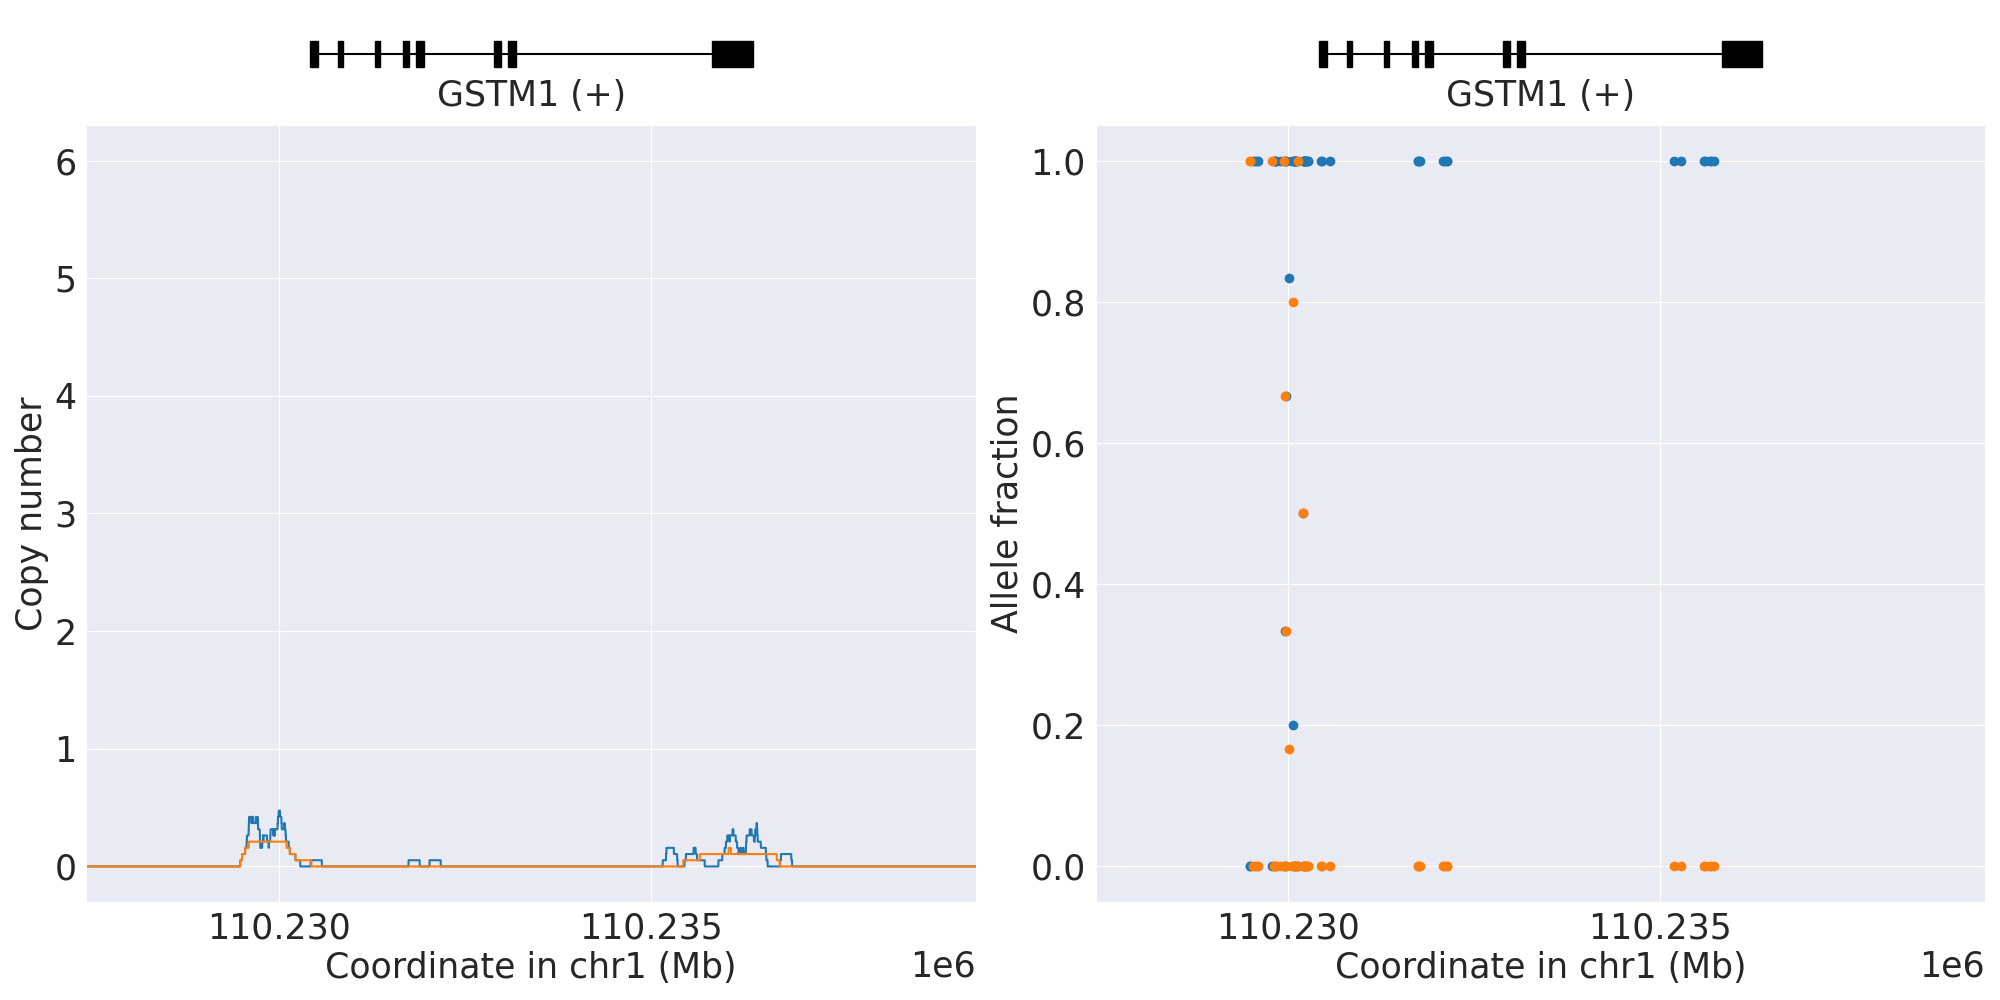 GSTM1 (+)
6
5
4
3
2
1
0
Copy number
110.230
110.235
Coordinate in chr1 (Mb)
1e6
GSTM1 (+)
1.0
0.8
0.6
0.4
0.2
0.0
Allele fraction
110.230
110.235
Coordinate in chr1 (Mb)
1e6